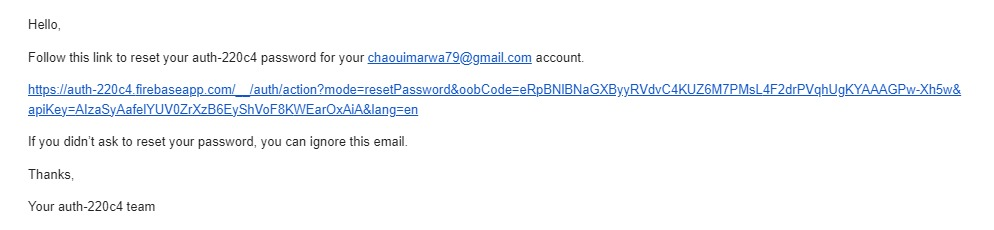 Hello,
Follow this link to reset your auth-220c4 password for your chaouimarwa79@gmail.com account.
https://auth-220c4.firebaseapp.com/__/auth/action?mode=resetPassword&oobCode=eRpBNlBNaGXByyRVdvC4KUZ6M7PMsL4F2drPVqhUgKYAAAGPw-Xh5w&
apiKey=AIzaSyAafelYUV0ZrXzB6EyShVoF8KWEarOxAiA&lang=en
If you didn’t ask to reset your password, you can ignore this email.
Thanks,
Your auth-220c4 team